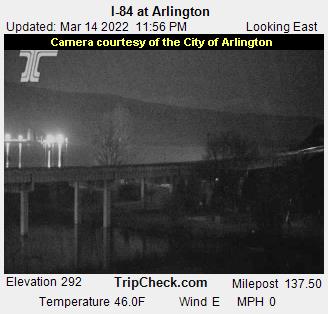 I-84 at Arlington
Updated: Mar 14 2022 11:56 PM Looking East
Camera courtesy of the City of Arlington
Elevation 292 TripCheck.com Milepost 137.50
Temperature 46.0F Wind E MPH 0